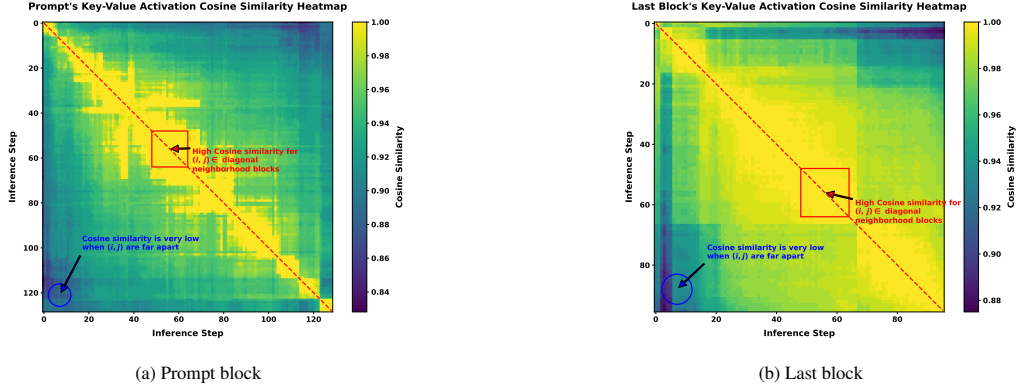 Prompt's Key-Value Activation Cosine Similarity Heatmap
0
20
40
60
80
100
120
Inference Step
0
20
40
60
80
100
120
Inference Step
High Cosine similarity for
(i, j) ∈ diagonal
neighborhood blocks
Cosine similarity is very low
when (i, j) are far apart
1.00
0.98
0.96
0.94
0.92
0.90
0.88
0.86
0.84
Cosine Similarity
(a) Prompt block
Last Block's Key-Value Activation Cosine Similarity Heatmap
0
20
40
60
80
Inference Step
0
20
40
60
80
Inference Step
High Cosine similarity for
(i, j) ∈ diagonal
neighborhood blocks
Cosine similarity is very low
when (i, j) are far apart
1.00
0.98
0.96
0.94
0.92
0.90
0.88
Cosine Similarity
(b) Last block